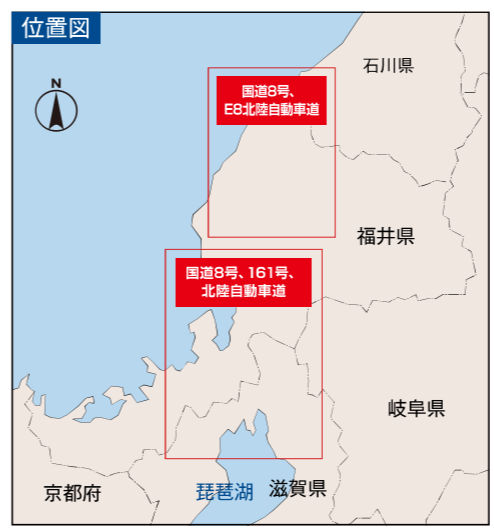 位置図
N
石川県
国道8号、
E8北陸自動車道
福井県
国道8号、161号、
北陸自動車道
岐阜県
京都府
琵琶湖
滋賀県